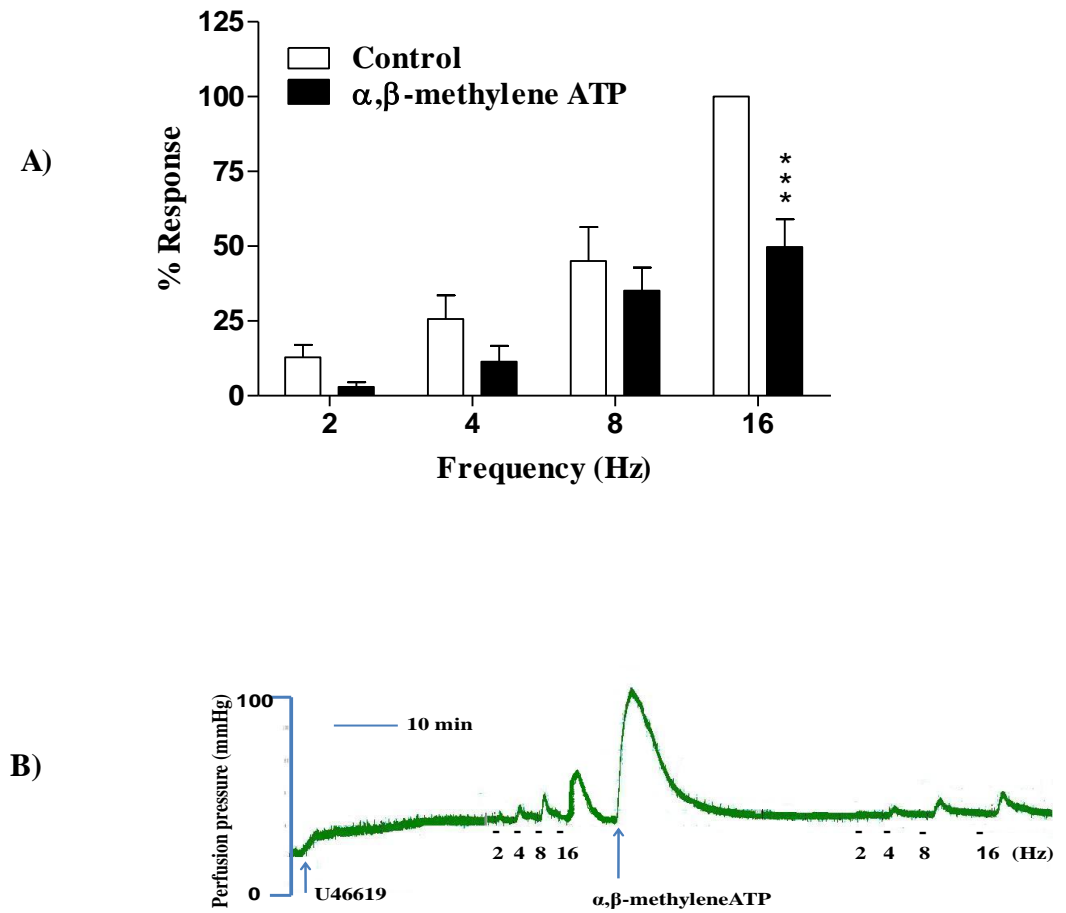 A)
125
100
75
50
25
0
% Response
Control
α,β-methylene ATP
***
2 4 8 16
Frequency (Hz)
B)
Perfusion pressure (mmHg)
100
10 min
0
U46619
2 4 8 16
α,β-methyleneATP
2 4 8 16 (Hz)